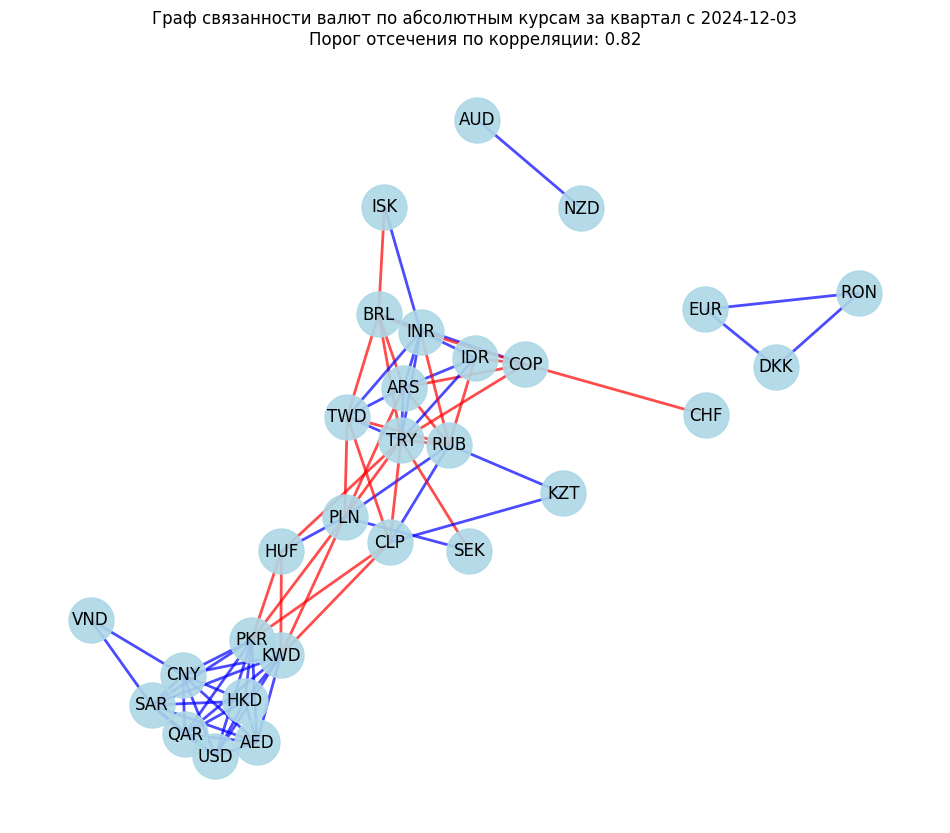 Граф связанности валют по абсолютным курсам за квартал с 2024-12-03
Порог отсечения по корреляции: 0.82
AUD
ISK
NZD
RON
EUR
BRL
INR
IDR
COP
DKK
ARS
TWD
CHF
TRY
RUB
KZT
PLN
CLP
HUF
SEK
VND
PKR
KWD
CNY
SAR
HKD
QAR
AED
USD